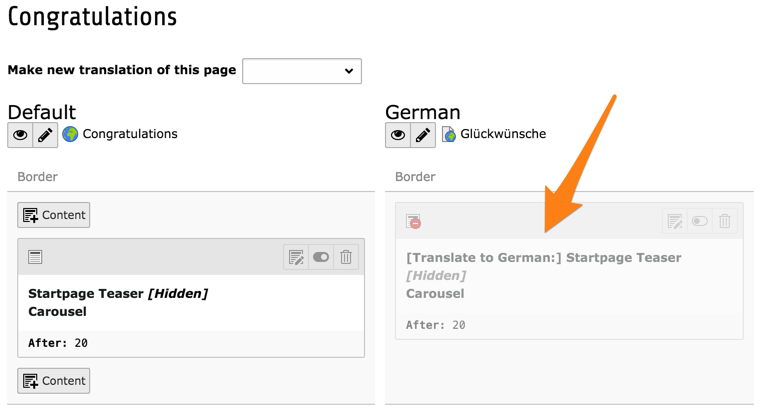 Congratulations
Make new translation of this page
Default
German
Congratulations
Glückwünsche
Border
Border
Content
Startpage Teaser [Hidden]
Carousel
After: 20
Content
[Translate to German:] Startpage Teaser
[Hidden]
Carousel
After: 20